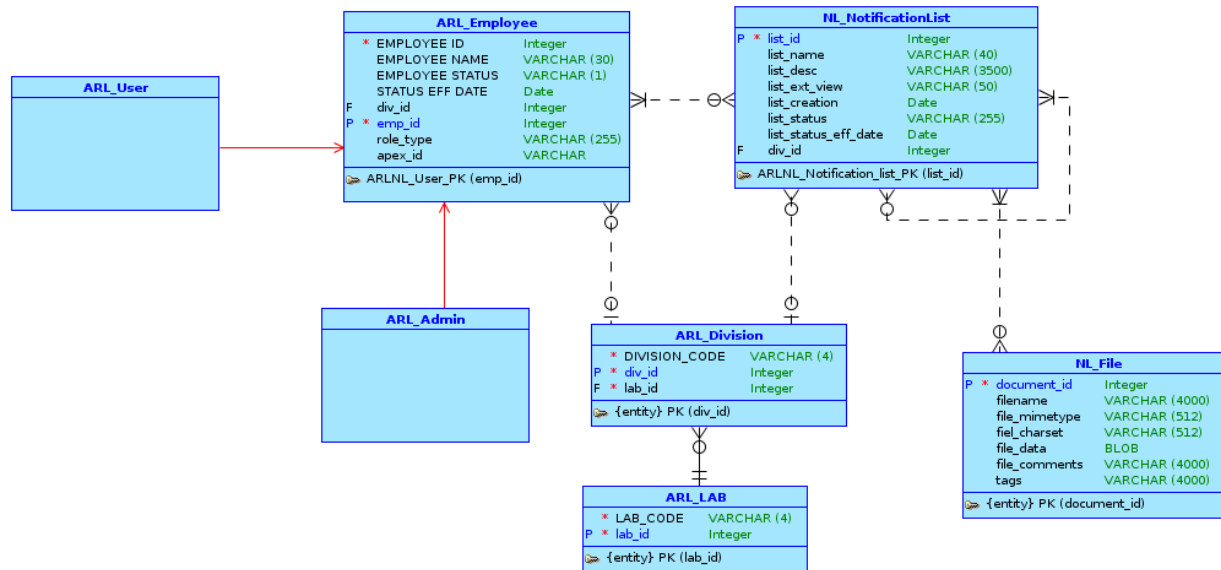 ARL_User
ARL_Employee
* EMPLOYEE ID Integer
EMPLOYEE NAME VARCHAR (30)
EMPLOYEE STATUS VARCHAR (1)
STATUS EFF DATE Date
F div_id Integer
P * emp_id Integer
role_type VARCHAR (255)
apex_id VARCHAR
ARLNL_User_PK (emp_id)
NL_NotificationList
P * list_id Integer
list_name VARCHAR (40)
list_desc VARCHAR (3500)
list_ext_view VARCHAR (50)
list_creation Date
list_status VARCHAR (255)
list_status_eff_date Date
F div_id Integer
ARLNL_Notification_list_PK (list_id)
ARL_Admin
ARL_Division
* DIVISION_CODE VARCHAR (4)
P * div_id Integer
F * lab_id Integer
{entity} PK (div_id)
NL_File
P * document_id Integer
filename VARCHAR (4000)
file_mimetype VARCHAR (512)
fiel_charset VARCHAR (512)
file_data BLOB
file_comments VARCHAR (4000)
tags VARCHAR (4000)
{entity} PK (document_id)
ARL_LAB
* LAB_CODE VARCHAR (4)
P * lab_id Integer
{entity} PK (lab_id)